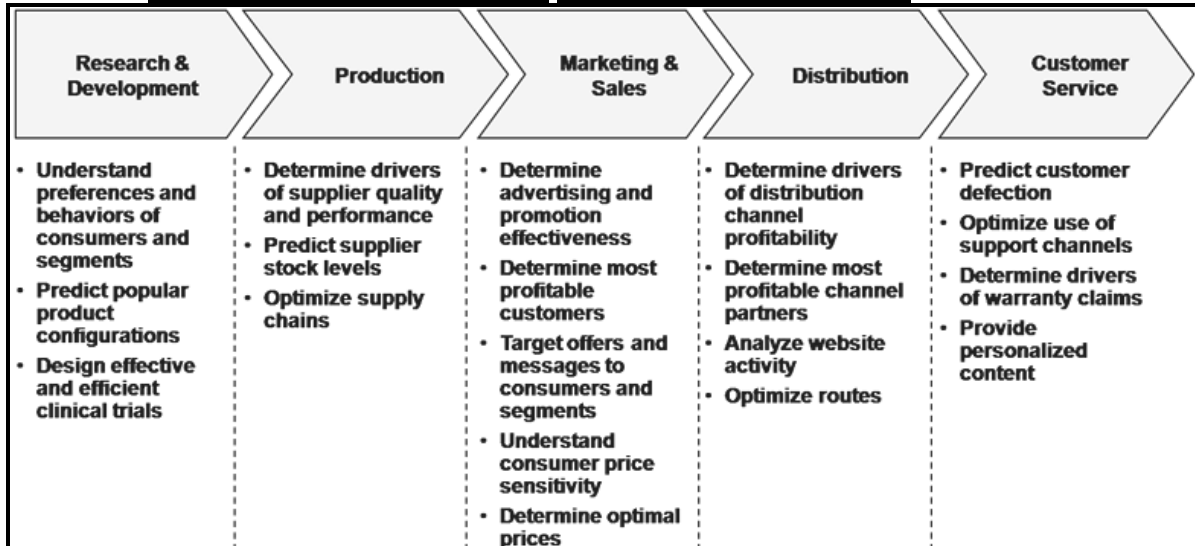 Research &
Development
Production
Marketing &
Sales
Distribution
Customer
Service
• Understand
preferences and
behaviors of
consumers and
segments
• Predict popular
product
configurations
• Design effective
and efficient
clinical trials
• Determine drivers
of supplier quality
and performance
• Predict supplier
stock levels
• Optimize supply
chains
• Determine
advertising and
promotion
effectiveness
• Determine most
profitable
customers
• Target offers and
messages to
consumers and
segments
• Understand
consumer price
sensitivity
• Determine optimal
prices
• Determine drivers
of distribution
channel
profitability
• Determine most
profitable channel
partners
• Analyze website
activity
• Optimize routes
• Predict customer
defection
• Optimize use of
support channels
• Determine drivers
of warranty claims
• Provide
personalized
content